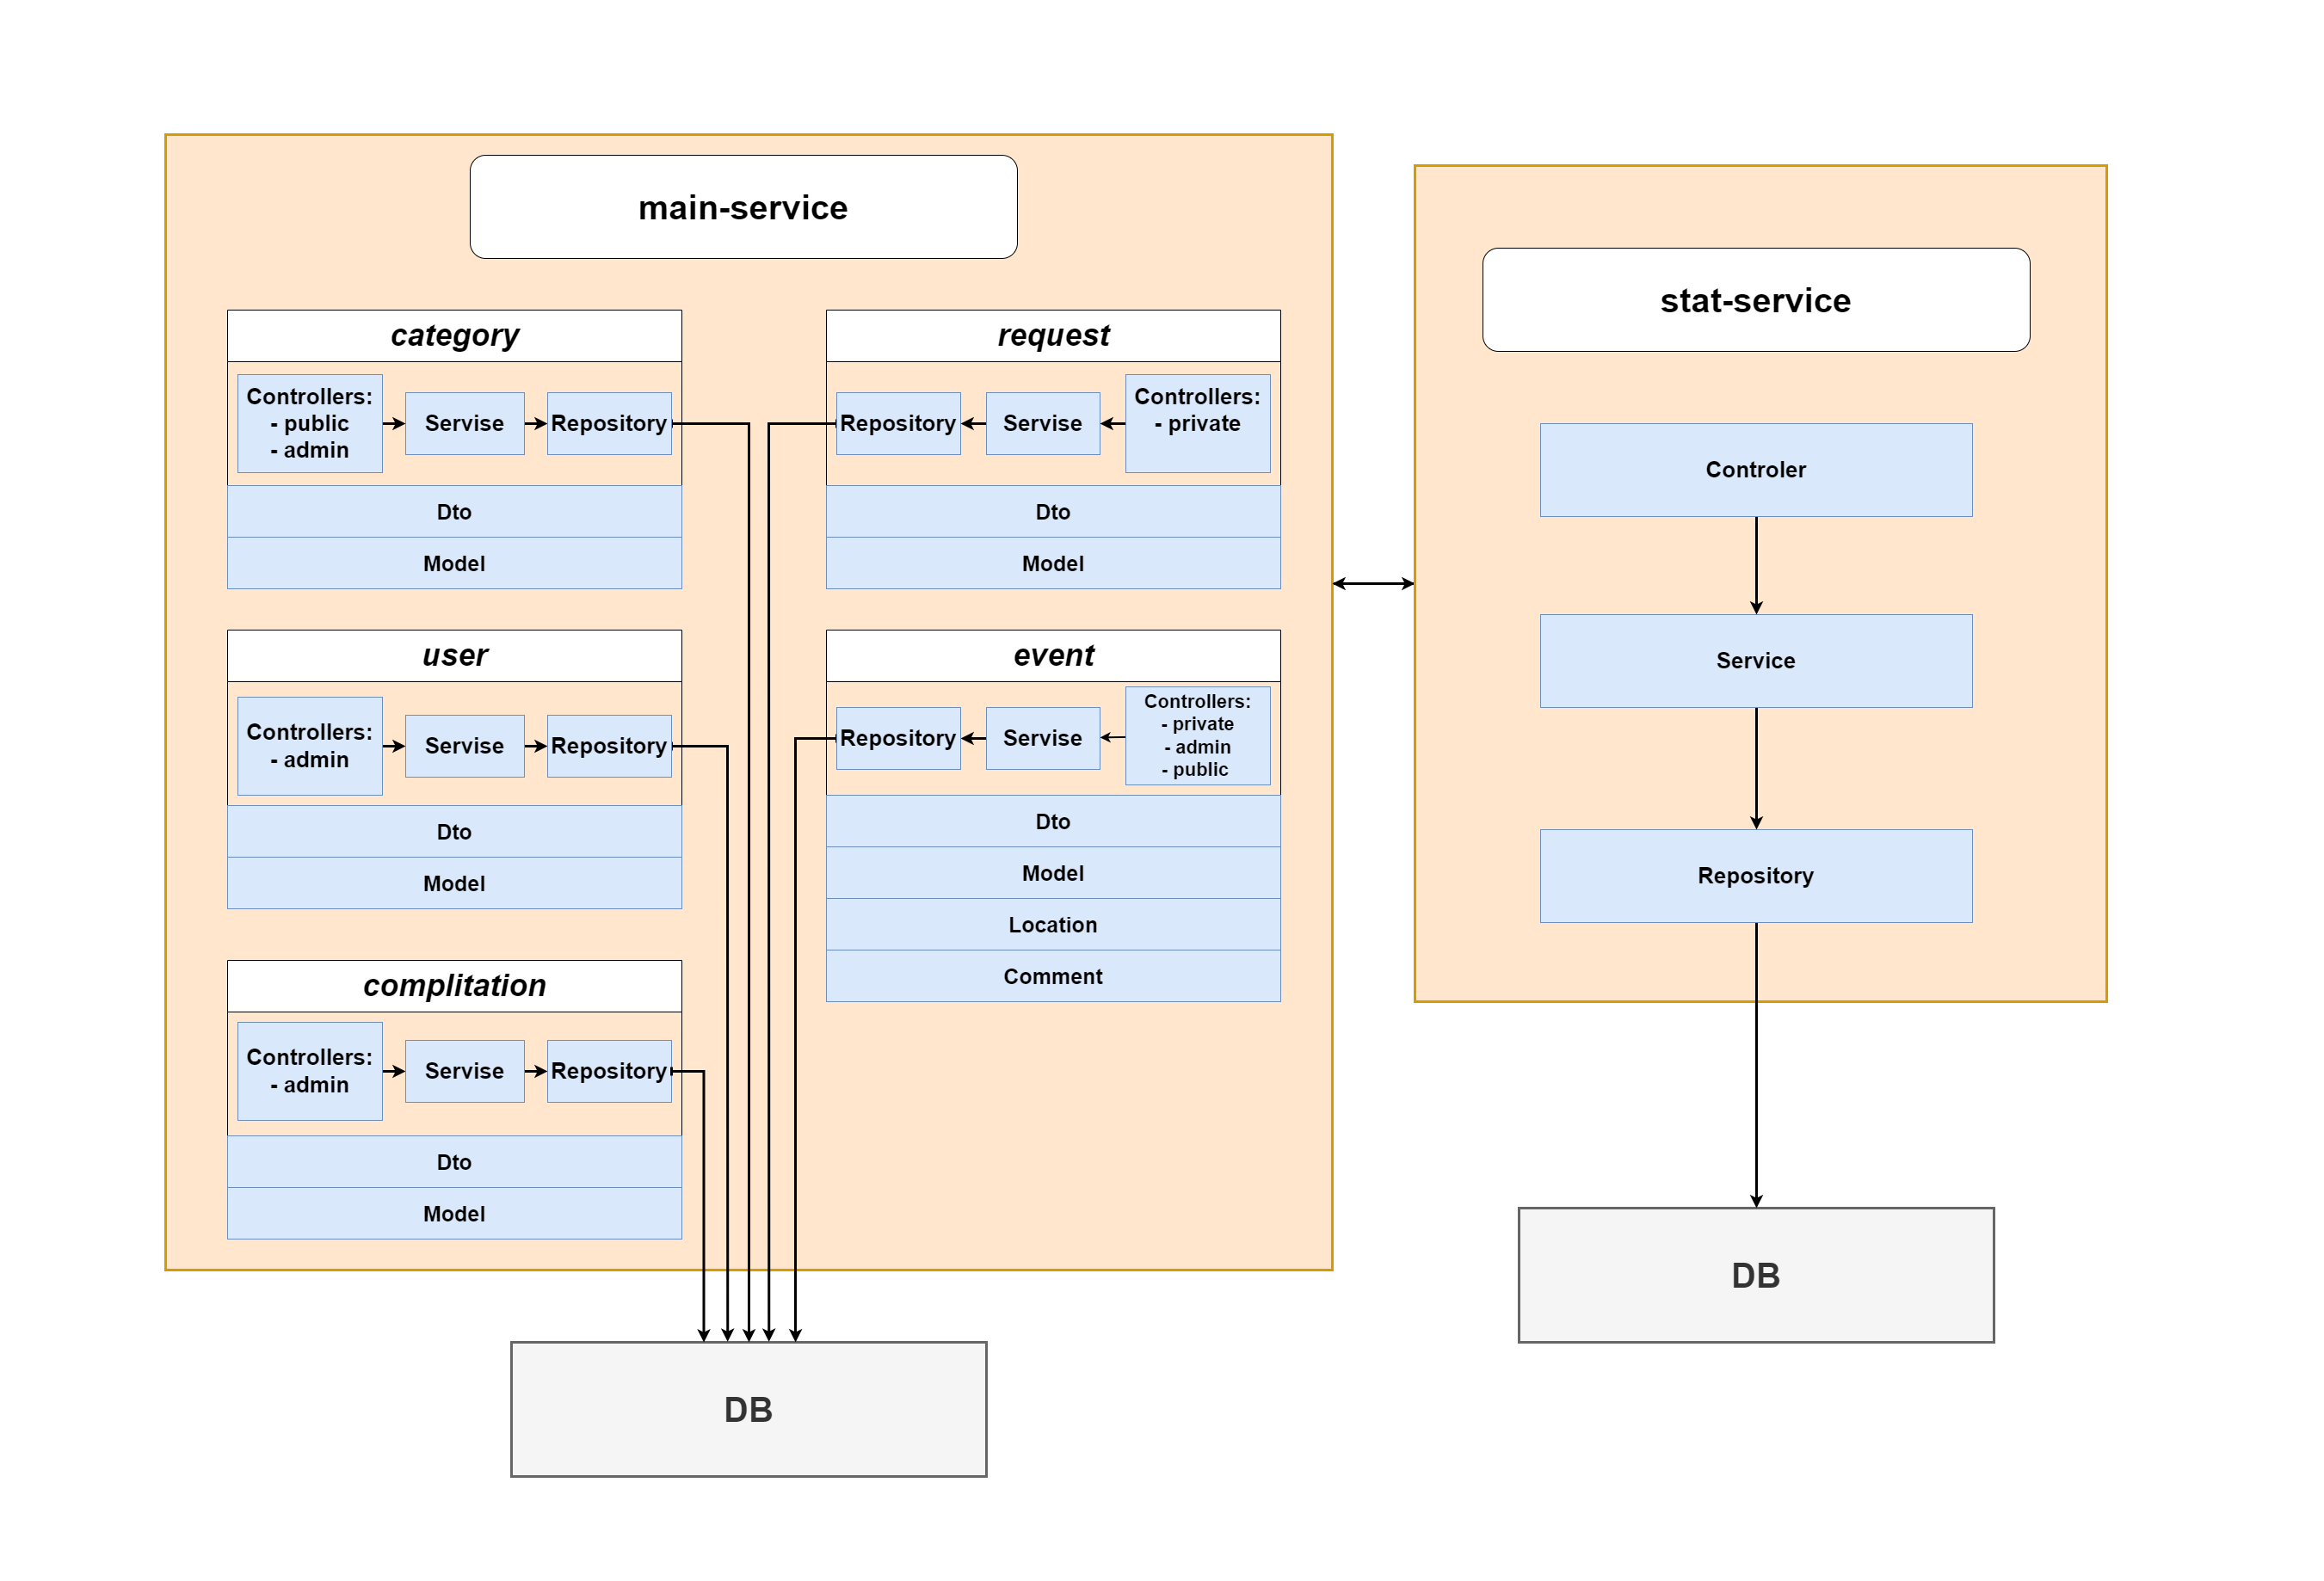 main-service
category
Controllers:
- public
- admin
Servise
Repository
Dto
Model
user
Controllers:
- admin
Servise
Repository
Dto
Model
complitation
Controllers:
- admin
Servise
Repository
Dto
Model
request
Repository
Servise
Controllers:
- private
Dto
Model
event
Repository
Servise
Controllers:
- private
- admin
- public
Dto
Model
Location
Comment
DB
stat-service
Controler
Service
Repository
DB